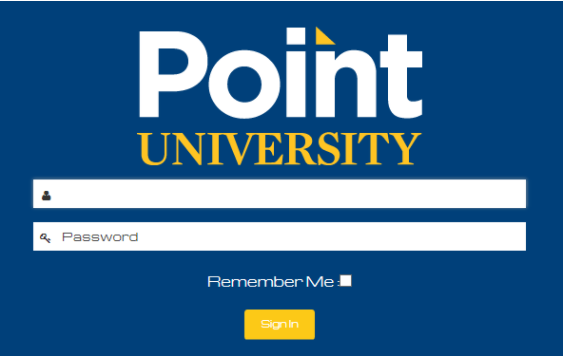 Point
UNIVERSITY
Password
Remember Me :
Sign In